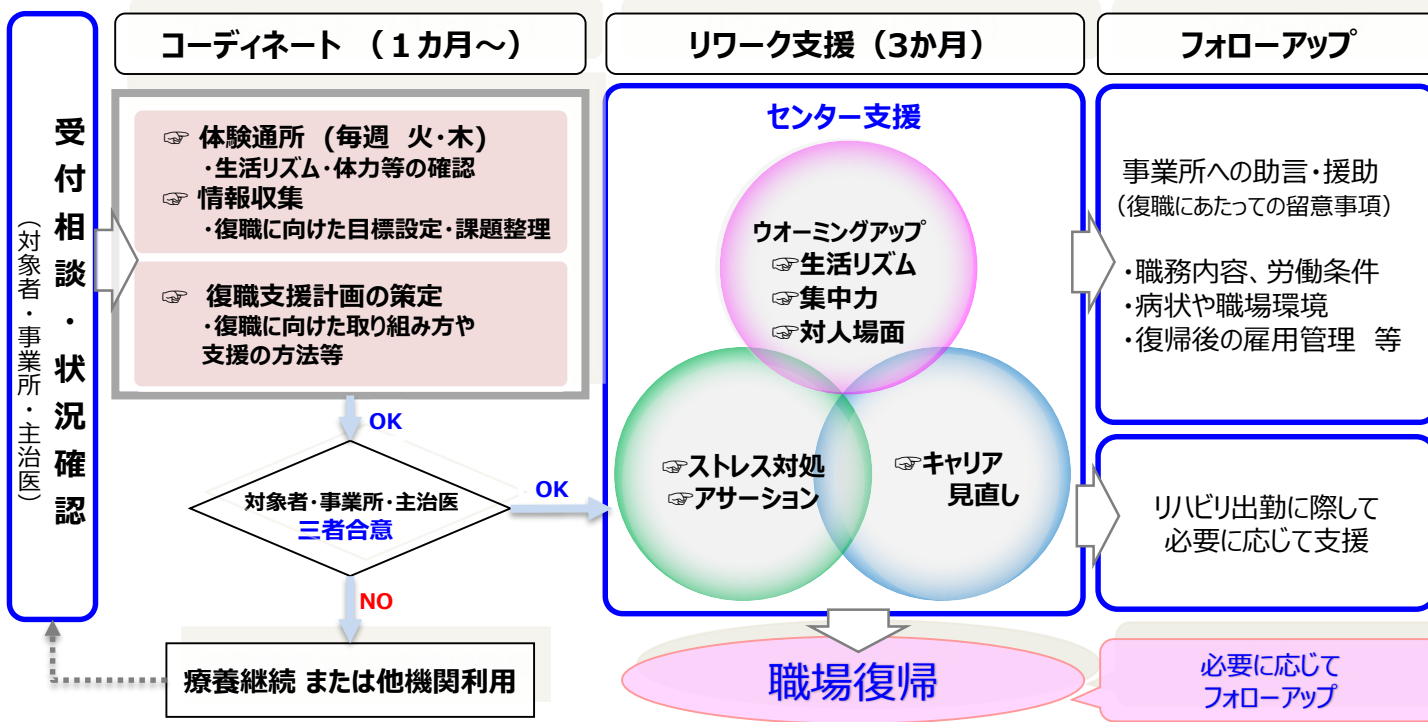 受付相談・状況確認
（対象者・事業所・主治医）
コーディネート （１カ月～）
☞ 体験通所 (毎週 火・木)
・生活リズム・体力等の確認
☞ 情報収集
・復職に向けた目標設定・課題整理
☞ 復職支援計画の策定
・復職に向けた取り組み方や
支援の方法等
OK
対象者・事業所・主治医
三者合意
OK
NO
療養継続 または他機関利用
リワーク支援（3か月）
センター支援
ウオーミングアップ
☞生活リズム
☞集中力
☞対人場面
☞ストレス対処
☞アサーション
☞キャリア
見直し
職場復帰
フォローアップ
事業所への助言・援助
（復職にあたっての留意事項）
・職務内容、労働条件
・病状や職場環境
・復帰後の雇用管理 等
リハビリ出勤に際して
必要に応じて支援
必要に応じて
フォローアップ